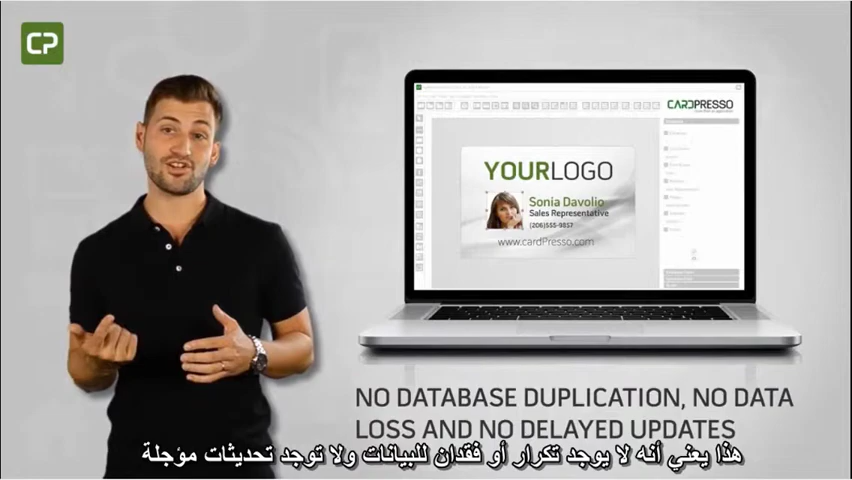 CP
CARDPRESSO
YOURLOGO
Sonia Davolio
Sales Representative
(206)555-9857
www.cardPresso.com
NO DATABASE DUPLICATION, NO DATA
LOSS AND NO DELAYED UPDATES
هذا يعني أنه لا يوجد تكرار أو فقدان للبيانات ولا توجد تحديثات مؤجلة